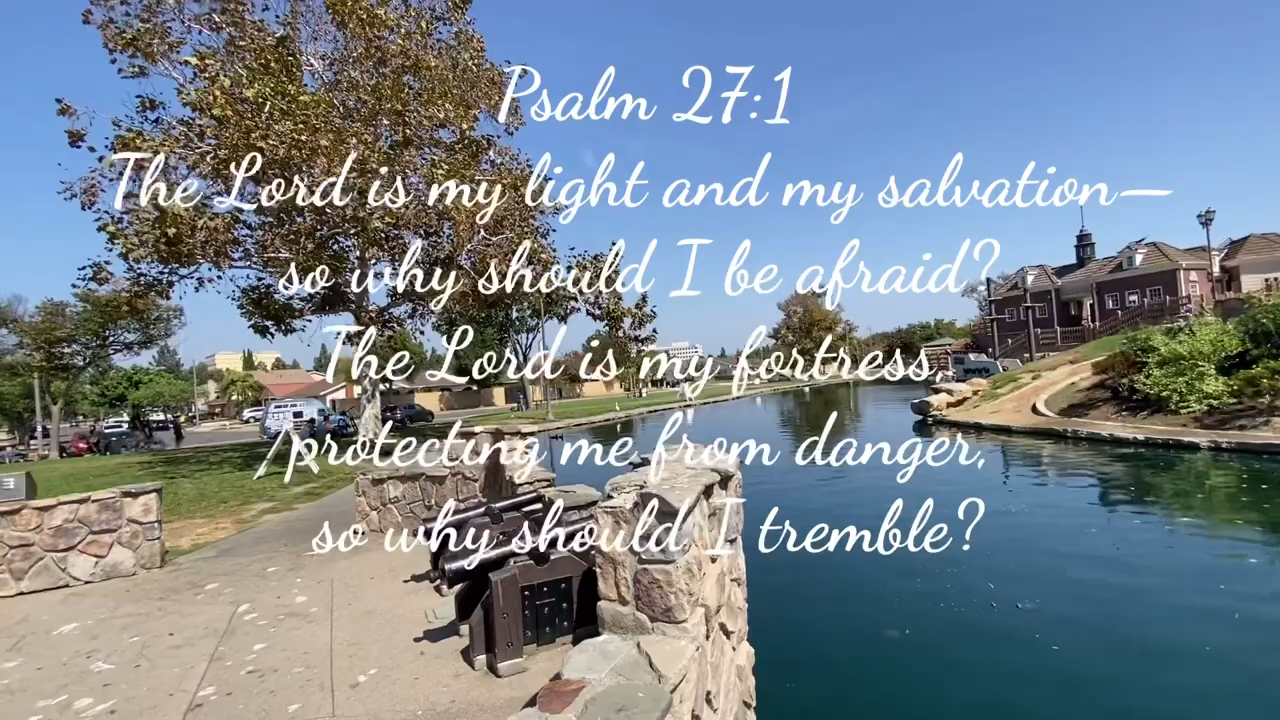 Psalm 27:1
The Lord is my light and my salvation—
so why should I be afraid?
The Lord is my fortress,
protecting me from danger,
so why should I tremble?